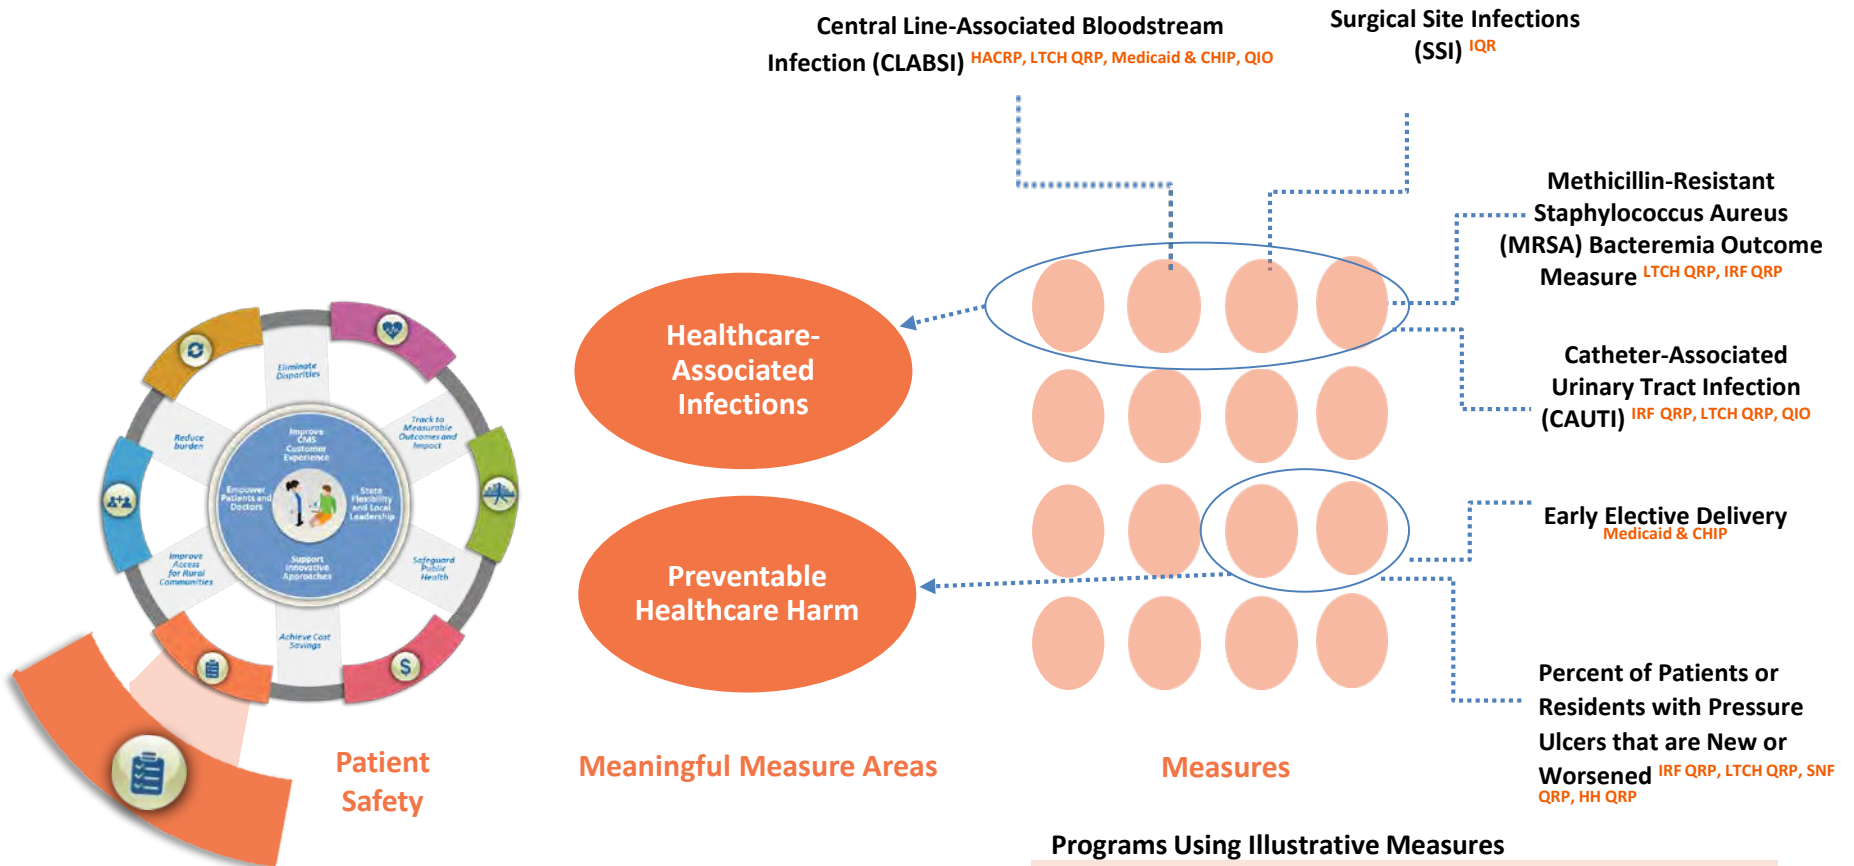 Central Line-Associated Bloodstream
Infection (CLABSI) HACRP, LTCH QRP, Medicaid & CHIP, QIO
Surgical Site Infections
(SSI) IQR
Methicillin-Resistant
Staphylococcus Aureus
(MRSA) Bacteremia Outcome
Measure LTCH QRP, IRF QRP
Healthcare-
Associated
Infections
Catheter-Associated
Urinary Tract Infection
(CAUTI) IRF QRP, LTCH QRP, QIO
Eliminate
Disparities
Track to
Measurable
Outcomes and
Impact
Reduce
burden
Improve
CMS
Customer
Experience
Empower
Patients and
Doctors
State
Flexibility
and Local
Leadership
Support
Innovative
Approaches
Improve
Access
for Rural
Communities
Safeguard
Public
Health
Achieve Cost
Savings
$
Preventable
Healthcare Harm
Early Elective Delivery
Medicaid & CHIP
Percent of Patients or
Residents with Pressure
Ulcers that are New or
Worsened IRF QRP, LTCH QRP, SNF
QRP, HH QRP
Patient
Safety
Meaningful Measure Areas
Measures
Programs Using Illustrative Measures